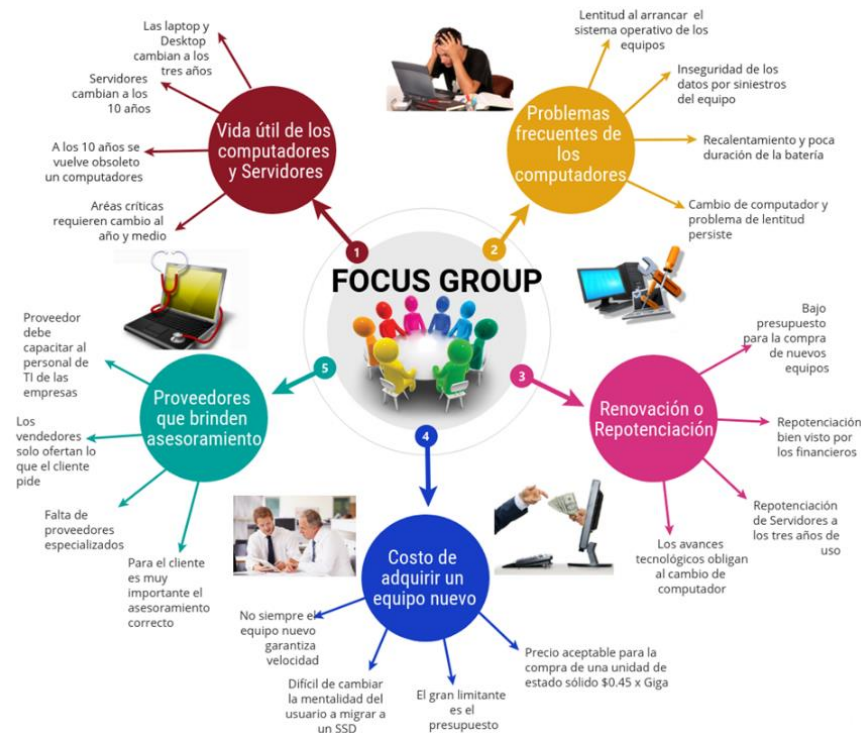 FOCUS GROUP
1
Vida útil de los
computadores
y Servidores
Las laptop y
Desktop
cambian a los
tres años
Servidores
cambian a los
10 años
A los 10 años se
vuelve obsoleto
un computadores
Aréas críticas
requieren cambio al
año y medio
2
Problemas
frecuentes de
los
computadores
Lentitud al arrancar el
sistema operativo de los
equipos
Inseguridad de los
datos por siniestros
del equipo
Recalentamiento y poca
duración de la batería
Cambio de computador y
problema de lentitud
persiste
3
Renovación o
Repotenciación
Bajo
presupuesto
para la compra
de nuevos
equipos
Repotenciación
bien visto por
los financieros
Repotenciación
de Servidores a
los tres años de
uso
Los avances
tecnológicos obligan
al cambio de
computador
4
Costo de
adquirir un
equipo nuevo
No siempre el
equipo nuevo
garantiza
velocidad
Difícil de cambiar
la mentalidad del
usuario a migrar a
un SSD
El gran limitante
es el
presupuesto
Precio aceptable para la
compra de una unidad de
estado sólido $0.45 x Giga
5
Proveedores
que brinden
asesoramiento
Proveedor
debe
capacitar al
personal de
TI de las
empresas
Los
vendedores
solo ofertan lo
que el cliente
pide
Falta de
proveedores
especializados
Para el cliente
es muy
importante el
asesoramiento
correcto